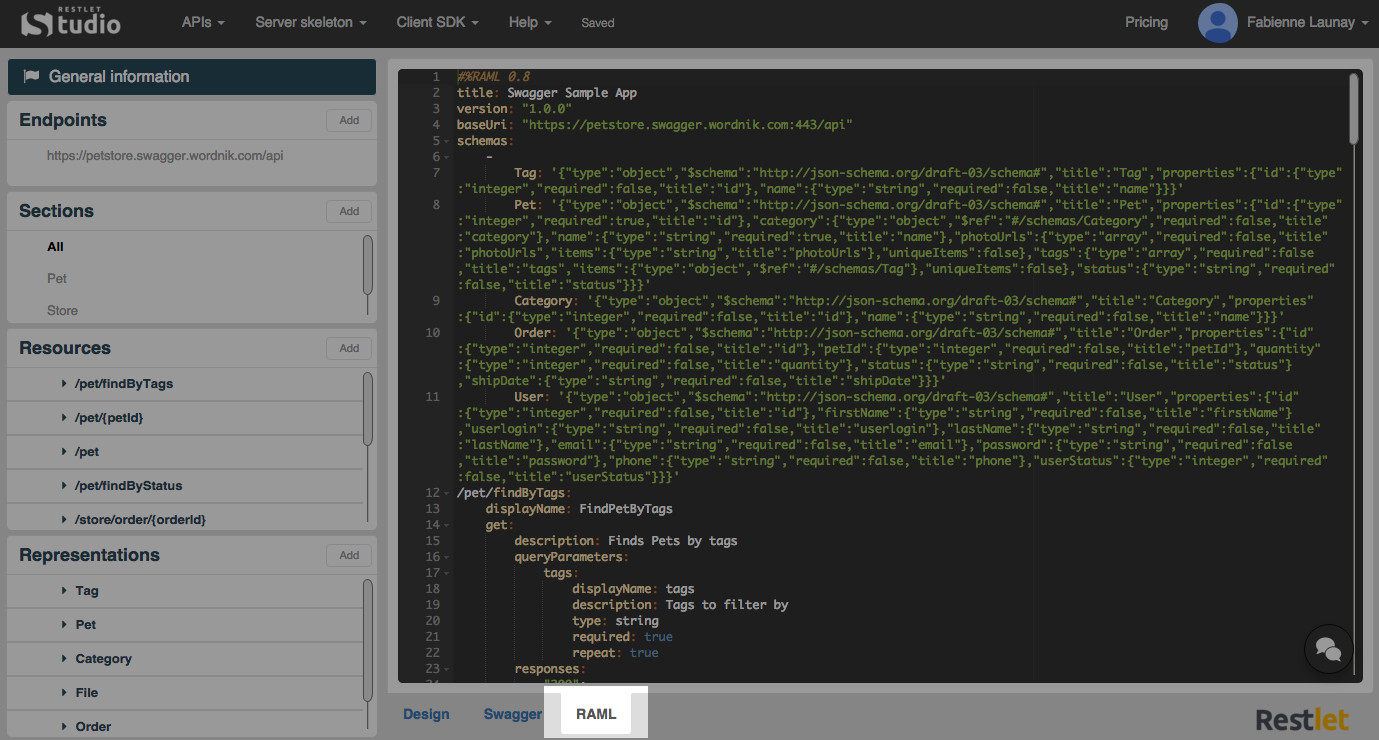 RESTLET
Studio
APIs
Server skeleton
Client SDK
Help
Saved
Pricing
Fabienne Launay
General information
Endpoints
Add
https://petstore.swagger.wordnik.com/api
Sections
Add
All
Pet
Store
Resources
Add
/pet/findByTags
/pet/{petId}
/pet
/pet/findByStatus
/store/order/{orderId}
Representations
Add
Tag
Pet
Category
File
Order
1 #%RAML 0.8
2 title: Swagger Sample App
3 version: "1.0.0"
4 baseUri: "https://petstore.swagger.wordnik.com:443/api"
5 schemas:
6 -
7 Tag: '{"type":"object","$schema":"http://json-schema.org/draft-03/schema#","title":"Tag","properties":{"id":{"type"
:"integer","required":false,"title":"id"},"name":{"type":"string","required":false,"title":"name"}}}'
8 Pet: '{"type":"object","$schema":"http://json-schema.org/draft-03/schema#","title":"Pet","properties":{"id":{"type"
:"integer","required":true,"title":"id"},"category":{"type":"object","$ref":"#/schemas/Category","required":false,"title"
:"category"},"name":{"type":"string","required":true,"title":"name"},"photoUrls":{"type":"array","required":false,"title"
:"photoUrls","items":{"type":"string","title":"photoUrls"},"uniqueItems":false},"tags":{"type":"array","required":false
,"title":"tags","items":{"type":"object","$ref":"#/schemas/Tag"},"uniqueItems":false},"status":{"type":"string","required"
:false,"title":"status"}}}'
9 Category: '{"type":"object","$schema":"http://json-schema.org/draft-03/schema#","title":"Category","properties"
:{"id":{"type":"integer","required":false,"title":"id"},"name":{"type":"string","required":false,"title":"name"}}}'
10 Order: '{"type":"object","$schema":"http://json-schema.org/draft-03/schema#","title":"Order","properties":{"id"
:{"type":"integer","required":false,"title":"id"},"petId":{"type":"integer","required":false,"title":"petId"},"quantity"
:{"type":"integer","required":false,"title":"quantity"},"status":{"type":"string","required":false,"title":"status"}
,"shipDate":{"type":"string","required":false,"title":"shipDate"}}}'
11 User: '{"type":"object","$schema":"http://json-schema.org/draft-03/schema#","title":"User","properties":{"id"
:{"type":"integer","required":false,"title":"id"},"firstName":{"type":"string","required":false,"title":"firstName"}
,"userlogin":{"type":"string","required":false,"title":"userlogin"},"lastName":{"type":"string","required":false,"title"
:"lastName"},"email":{"type":"string","required":false,"title":"email"},"password":{"type":"string","required":false
,"title":"password"},"phone":{"type":"string","required":false,"title":"phone"},"userStatus":{"type":"integer","required"
:false,"title":"userStatus"}}}'
12 /pet/findByTags:
13 displayName: FindPetByTags
14 get:
15 description: Finds Pets by tags
16 queryParameters:
17 tags:
18 displayName: tags
19 description: Tags to filter by
20 type: string
21 required: true
22 repeat: true
23 responses:
24 "200":
Design
Swagger
RAML
Restlet